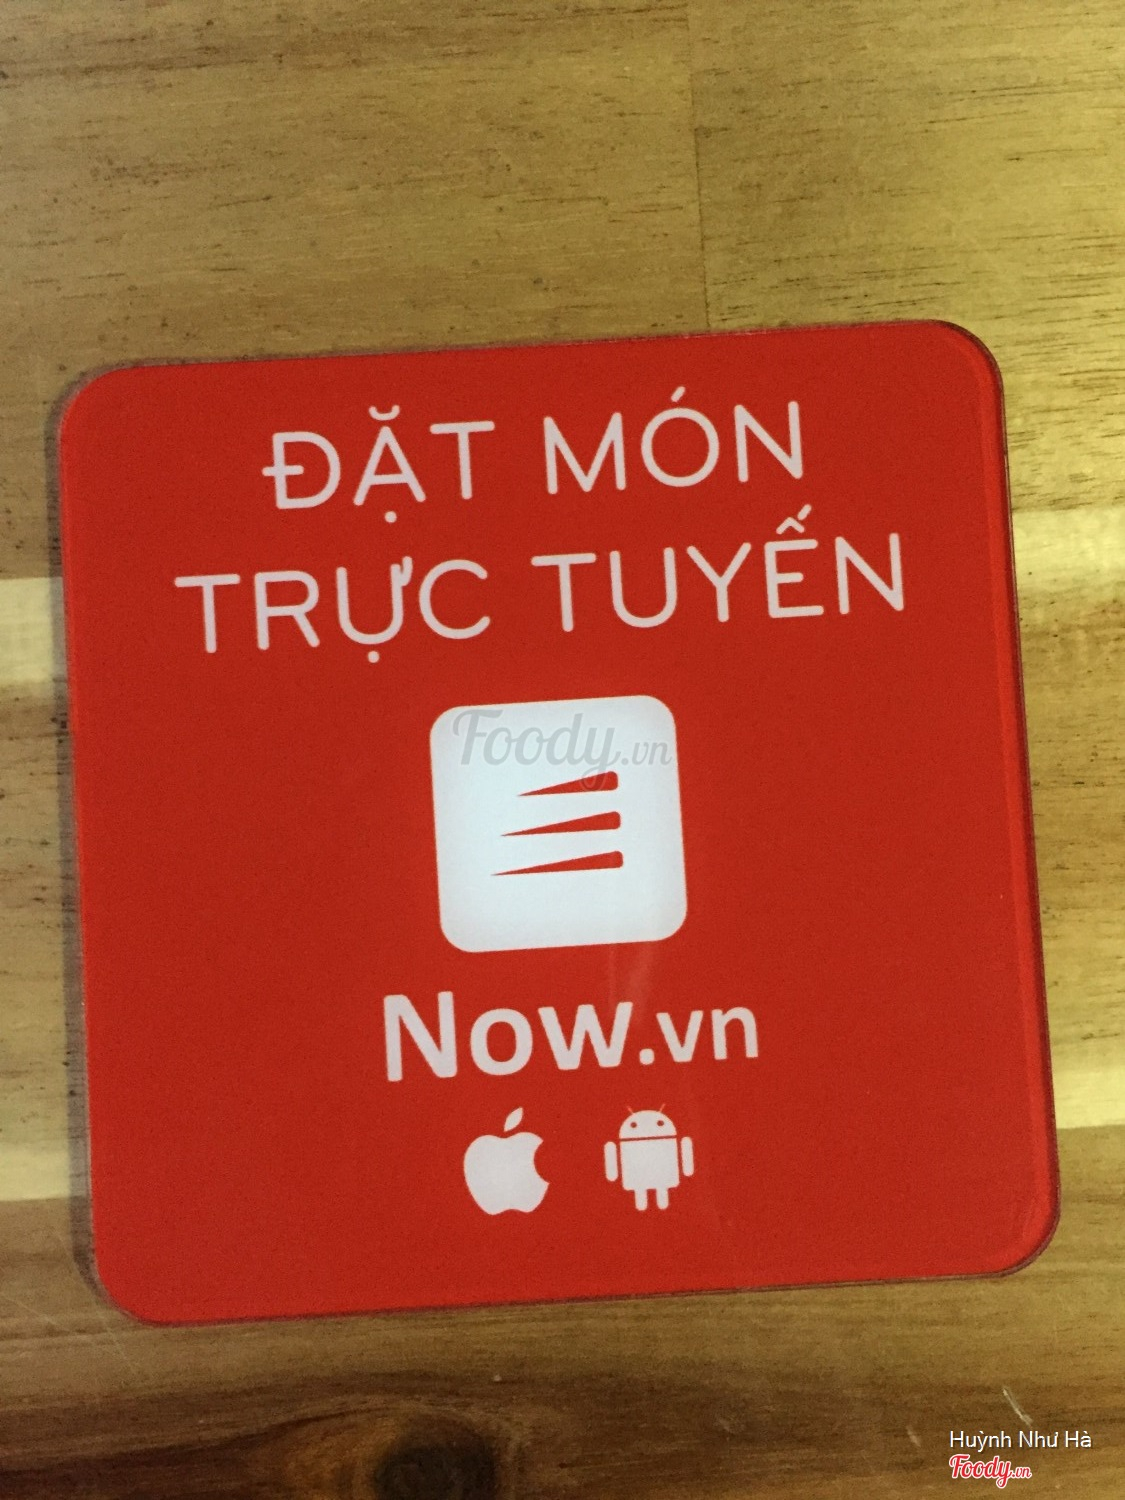 ĐẶT MÓN
TRỰC TUYẾN
Foody.vn
Now.vn
Huỳnh Như Hà
Foody.vn